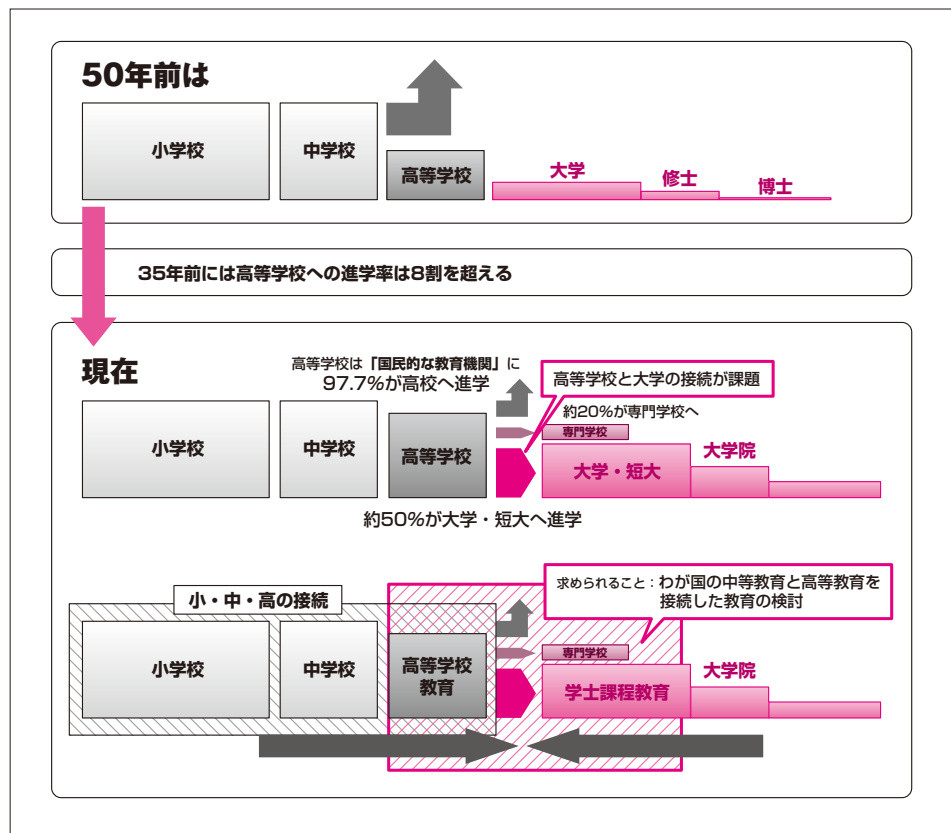 50年前は
小学校
中学校
高等学校
大学
修士
博士
35年前には高等学校への進学率は8割を超える
現在
高等学校は「国民的な教育機関」に
97.7%が高校へ進学
高等学校と大学の接続が課題
約20%が専門学校へ
小学校
中学校
高等学校
専門学校
大学・短大
大学院
約50%が大学・短大へ進学
求められること:わが国の中等教育と高等教育を
接続した教育の検討
小・中・高の接続
小学校
中学校
高等学校
教育
専門学校
学士課程教育
大学院